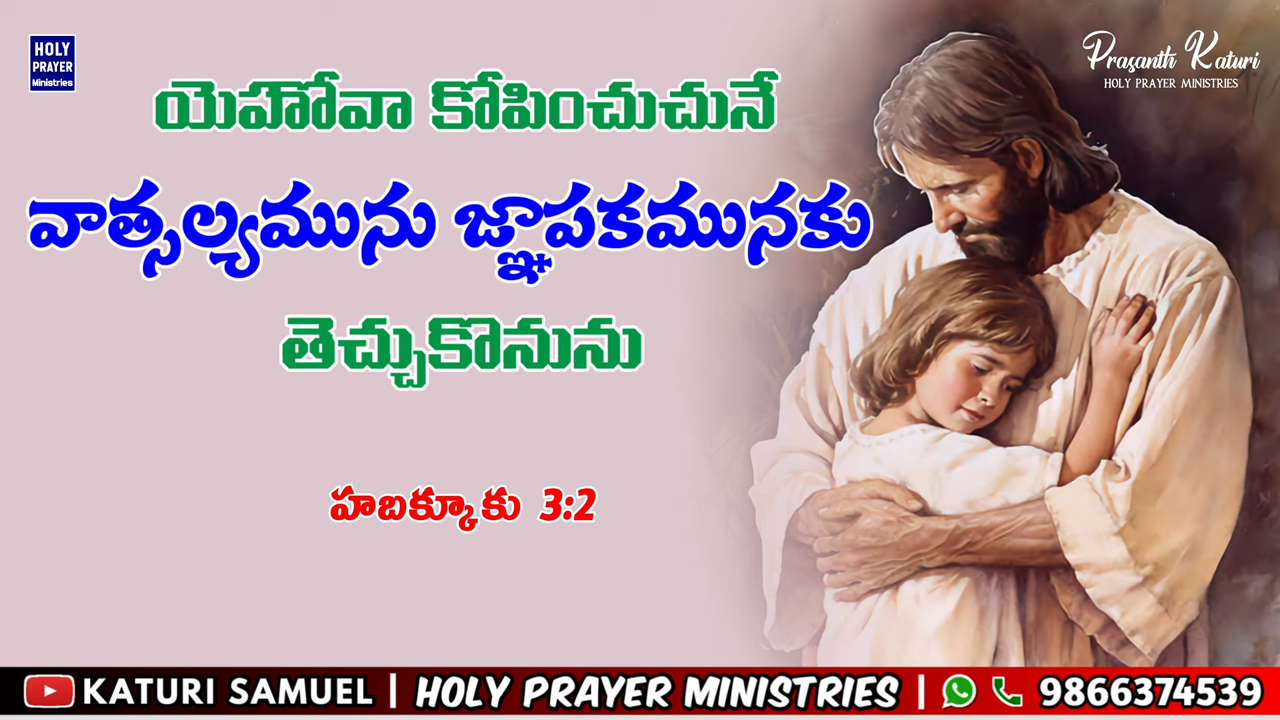 HOLY
PRAYER
Ministries
Prasanth Katuri
HOLY PRAYER MINISTRIES
యెహోవా కోపించుచునే
వాత్సల్యమును జ్ఞాపకమునకు
తెచ్చుకొనును
హబక్కూకు 3:2
KATURI SAMUEL | HOLY PRAYER MINISTRIES | 9866374539